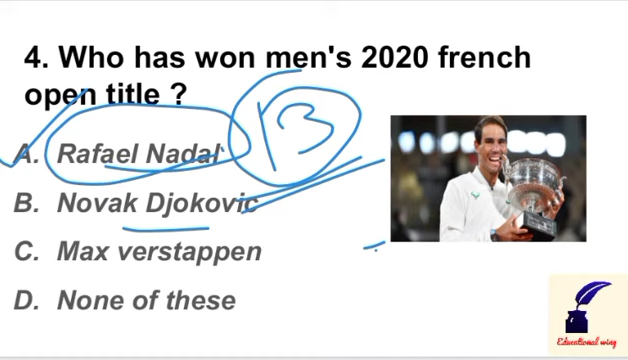 4. Who has won men's 2020 french
open title ?
A. Rafael Nadal
13
B. Novak Djokovic
C. Max verstappen
D. None of these
Educational wing